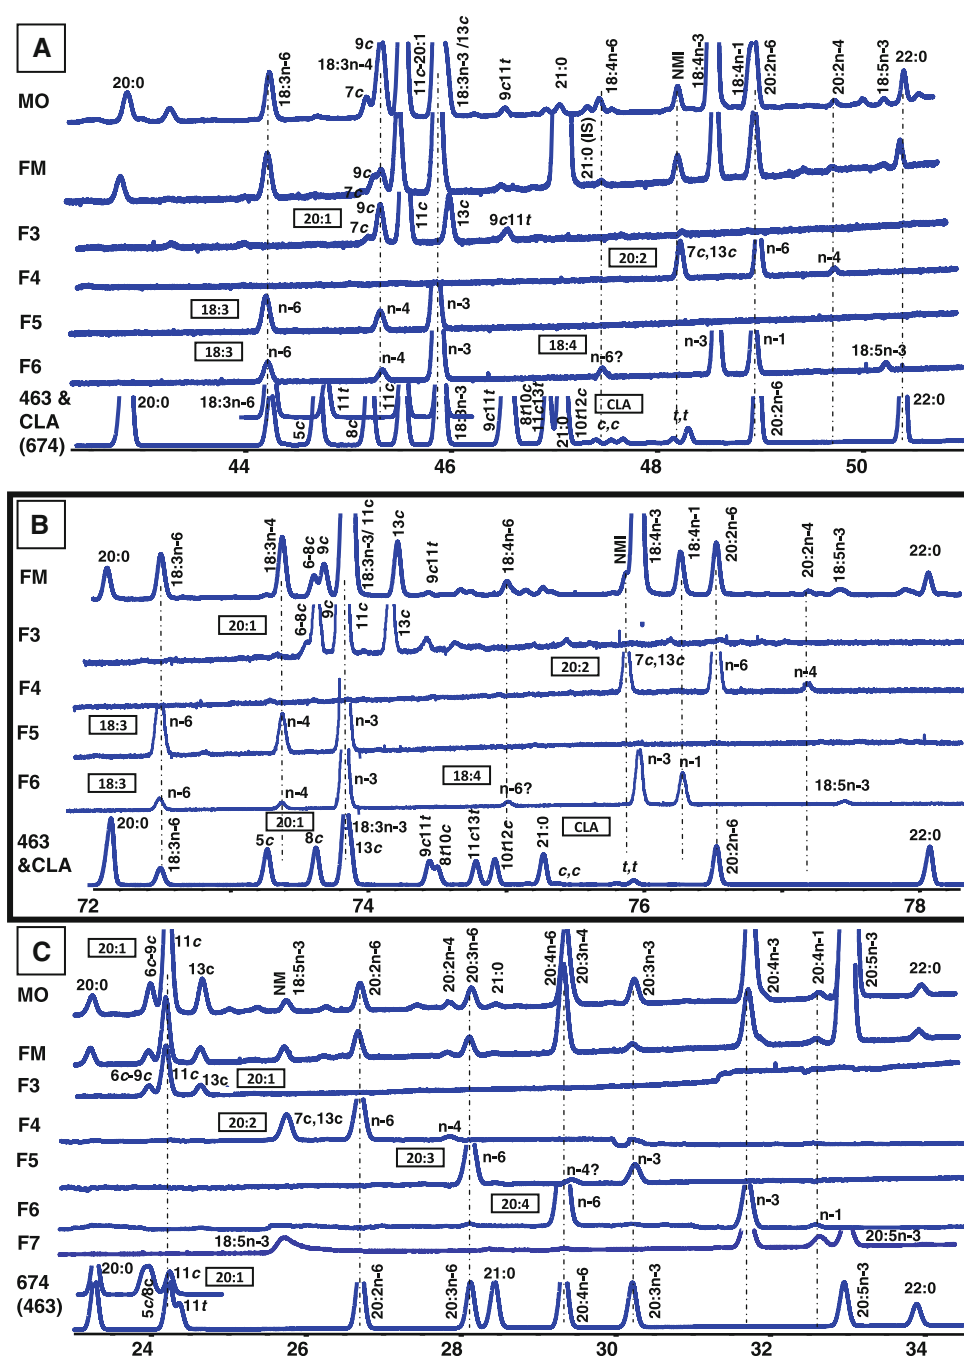 A
MO
20:0
18:3n-6
9c
18:3n-4
7c
11c-20:1
18:3n-3 /13c
9c11t
21:0
18:4n-6
NMI
18:4n-3
18:4n-1
20:2n-6
20:2n-4
18:5n-3
22:0
FM
9c
7c
21:0 (IS)
F3
20:1
9c
7c
11c
13c
9c11t
F4
20:2
7c,13c
n-6
n-4
F5
18:3
n-6
n-4
n-3
F6
18:3
n-6
n-4
n-3
18:4
n-6?
n-3
n-1
18:5n-3
463 &
CLA
(674)
20:0
18:3n-6
5c
11t
8c
11c
18:3n-3
9c11t
8t10c
11c13t
21:0
10t12c
CLA
c,c
t,t
20:2n-6
22:0
44 46 48 50
B
FM
20:0
18:3n-6
18:3n-4
6-8c
9c
18:3n-3/ 11c
13c
9c11t
18:4n-6
NMI
18:4n-3
18:4n-1
20:2n-6
20:2n-4
18:5n-3
22:0
F3
20:1
6-8c
9c
11c
13c
F4
20:2
7c,13c
n-6
n-4
F5
18:3
n-6
n-4
n-3
F6
18:3
n-6
n-4
n-3
18:4
n-6?
n-3
n-1
18:5n-3
463
&CLA
20:0
18:3n-6
20:1
5c
8c
18:3n-3
13c
9c11t
8t10c
11c13t
10t12c
21:0
CLA
c,c
t,t
20:2n-6
22:0
72 74 76 78
C
MO
20:1
20:0
6c-9c
11c
13c
NM
18:5n-3
20:2n-6
20:2n-4
20:3n-6
21:0
20:4n-6
20:3n-4
20:3n-3
20:4n-3
20:4n-1
20:5n-3
22:0
FM
F3
6c-9c
11c
13c
20:1
F4
20:2
7c,13c
n-6
n-4
F5
20:3
n-6
n-4?
n-3
F6
20:4
n-6
n-3
n-1
F7
18:5n-3
20:5n-3
674
(463)
20:0
5c/8c
11c
11t
20:1
20:2n-6
20:3n-6
21:0
20:4n-6
20:3n-3
20:5n-3
22:0
24 26 28 30 32